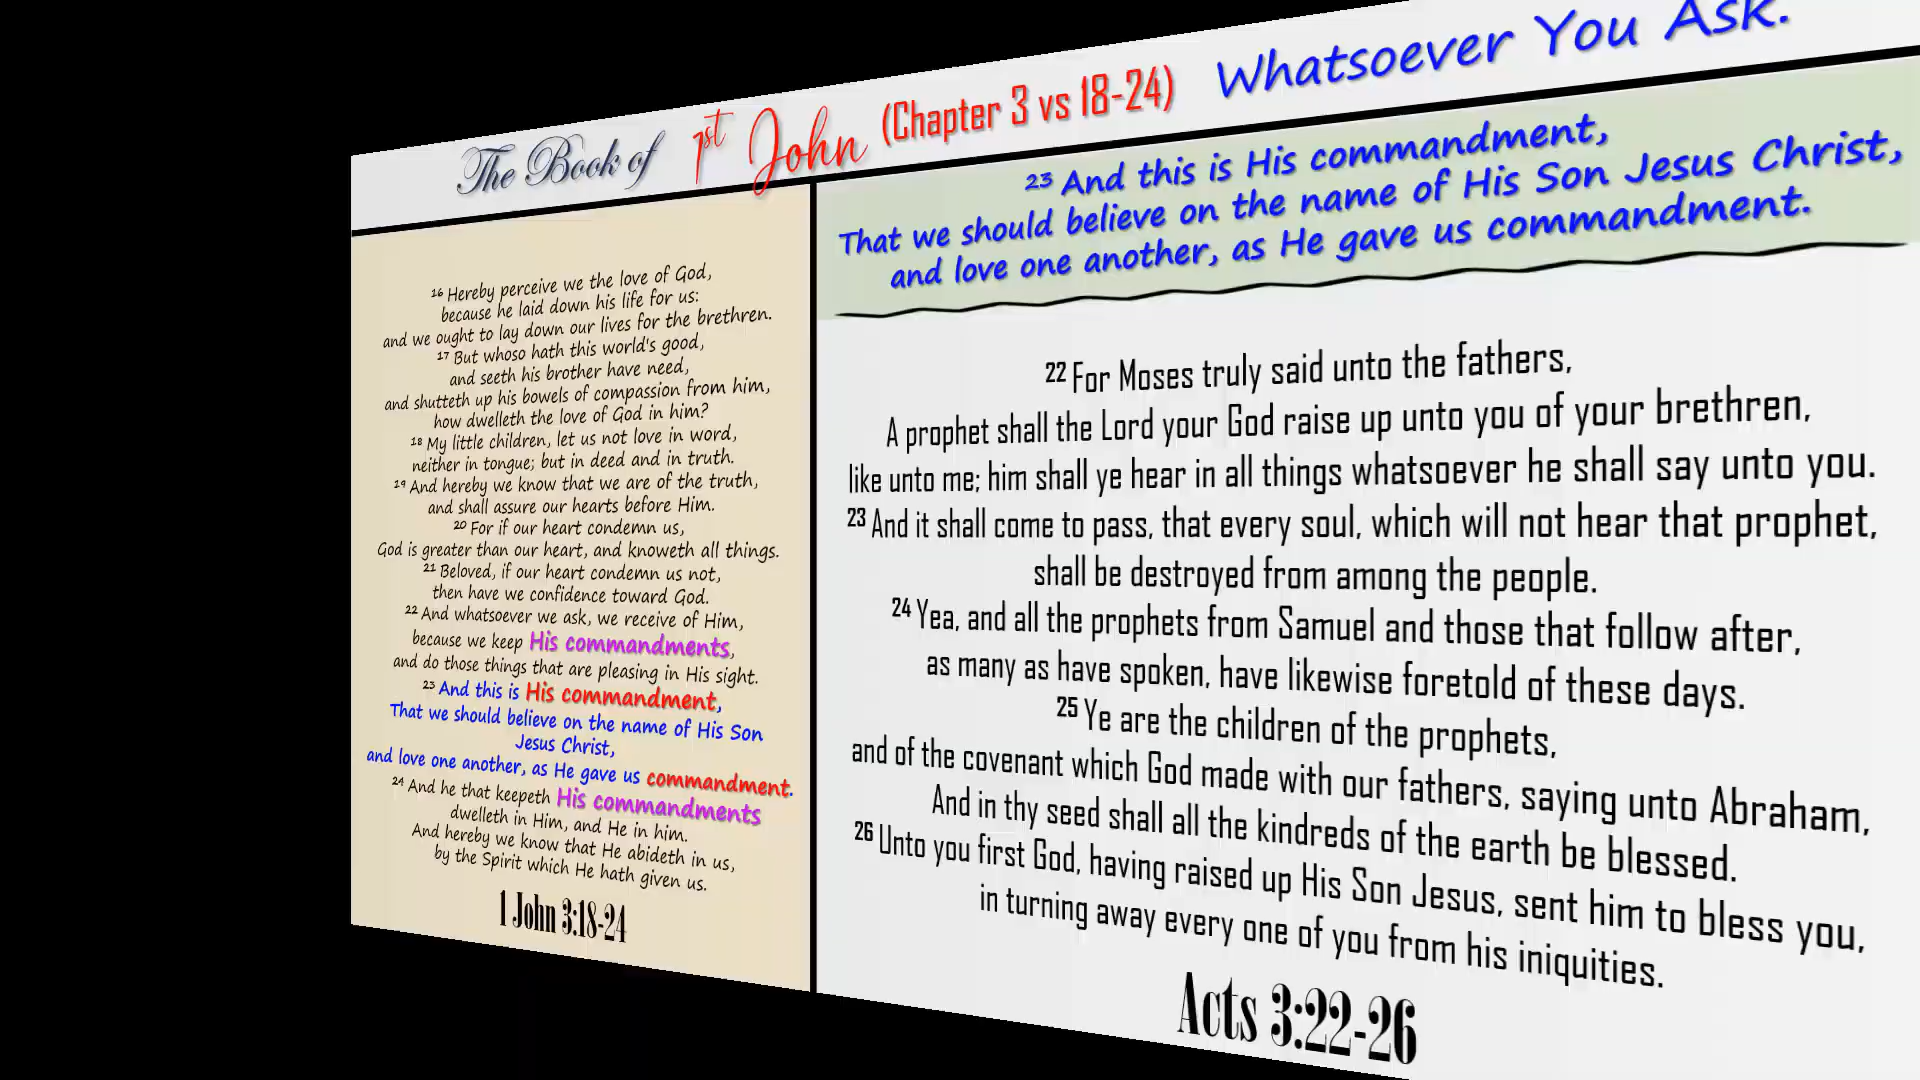 The Book of 1st John (Chapter 3 vs 18-24) Whatsoever You Ask.
16 Hereby perceive we the love of God,
because he laid down his life for us:
and we ought to lay down our lives for the brethren.
17 But whoso hath this world's good,
and seeth his brother have need,
and shutteth up his bowels of compassion from him,
how dwelleth the love of God in him?
18 My little children, let us not love in word,
neither in tongue; but in deed and in truth.
19 And hereby we know that we are of the truth,
and shall assure our hearts before Him.
20 For if our heart condemn us,
God is greater than our heart, and knoweth all things.
21 Beloved, if our heart condemn us not,
then have we confidence toward God.
22 And whatsoever we ask, we receive of Him,
because we keep His commandments,
and do those things that are pleasing in His sight.
23 And this is His commandment,
That we should believe on the name of His Son
Jesus Christ,
and love one another, as He gave us commandment.
24 And he that keepeth His commandments
dwelleth in Him, and He in him.
And hereby we know that He abideth in us,
by the Spirit which He hath given us.
1 John 3:18-24
23 And this is His commandment,
That we should believe on the name of His Son Jesus Christ,
and love one another, as He gave us commandment.
22 For Moses truly said unto the fathers,
A prophet shall the Lord your God raise up unto you of your brethren,
like unto me; him shall ye hear in all things whatsoever he shall say unto you.
23 And it shall come to pass, that every soul, which will not hear that prophet,
shall be destroyed from among the people.
24 Yea, and all the prophets from Samuel and those that follow after,
as many as have spoken, have likewise foretold of these days.
25 Ye are the children of the prophets,
and of the covenant which God made with our fathers, saying unto Abraham,
And in thy seed shall all the kindreds of the earth be blessed.
26 Unto you first God, having raised up His Son Jesus, sent him to bless you,
in turning away every one of you from his iniquities.
Acts 3:22-26